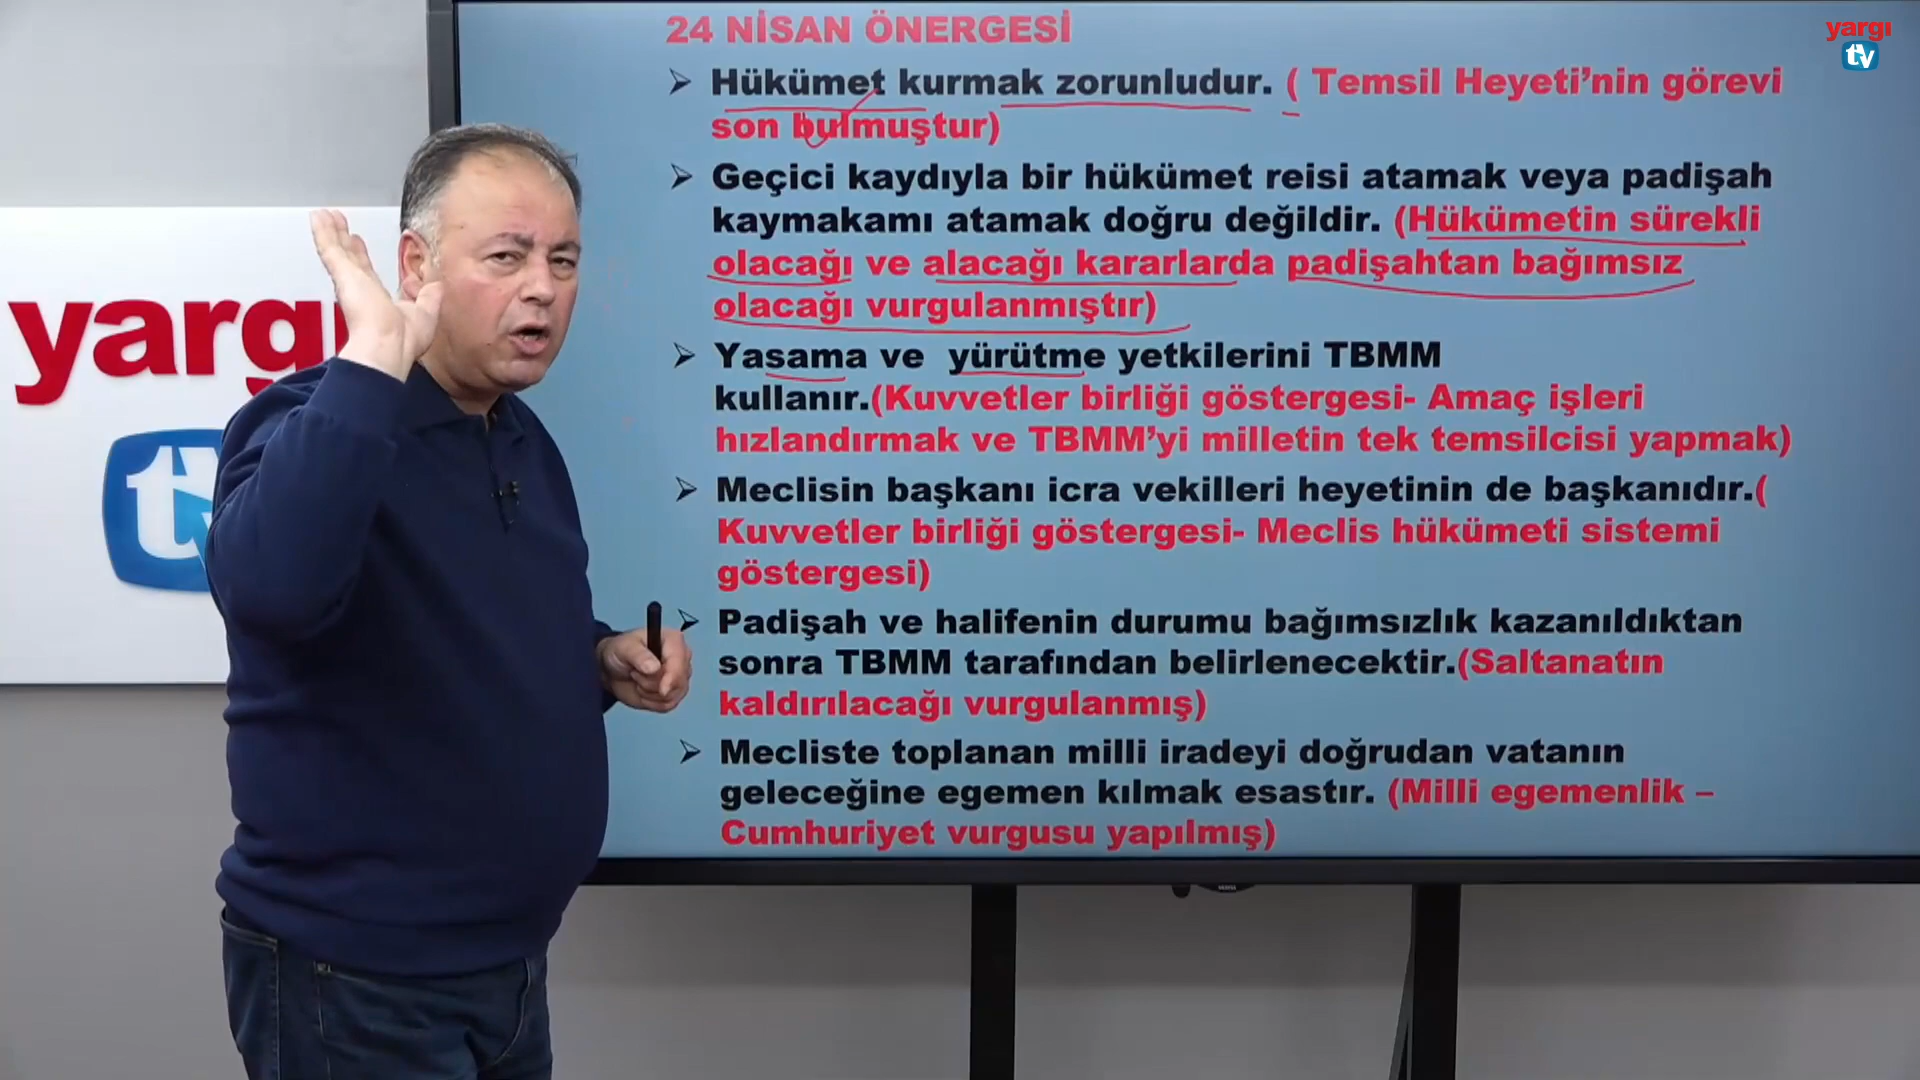 24 NİSAN ÖNERGESİ
yargı
tv
Hükümet kurmak zorunludur. ( Temsil Heyeti’nin görevi
son bulmuştur)
Geçici kaydıyla bir hükümet reisi atamak veya padişah
kaymakamı atamak doğru değildir. (Hükümetin sürekli
olacağı ve alacağı kararlarda padişahtan bağımsız
olacağı vurgulanmıştır)
Yasama ve yürütme yetkilerini TBMM
kullanır.(Kuvvetler birliği göstergesi- Amaç işleri
hızlandırmak ve TBMM’yi milletin tek temsilcisi yapmak)
Meclisin başkanı icra vekilleri heyetinin de başkanıdır.(
Kuvvetler birliği göstergesi- Meclis hükümeti sistemi
göstergesi)
Padişah ve halifenin durumu bağımsızlık kazanıldıktan
sonra TBMM tarafından belirlenecektir.(Saltanatın
kaldırılacağı vurgulanmış)
Mecliste toplanan milli iradeyi doğrudan vatanın
geleceğine egemen kılmak esastır. (Milli egemenlik –
Cumhuriyet vurgusu yapılmış)
yargı
tv